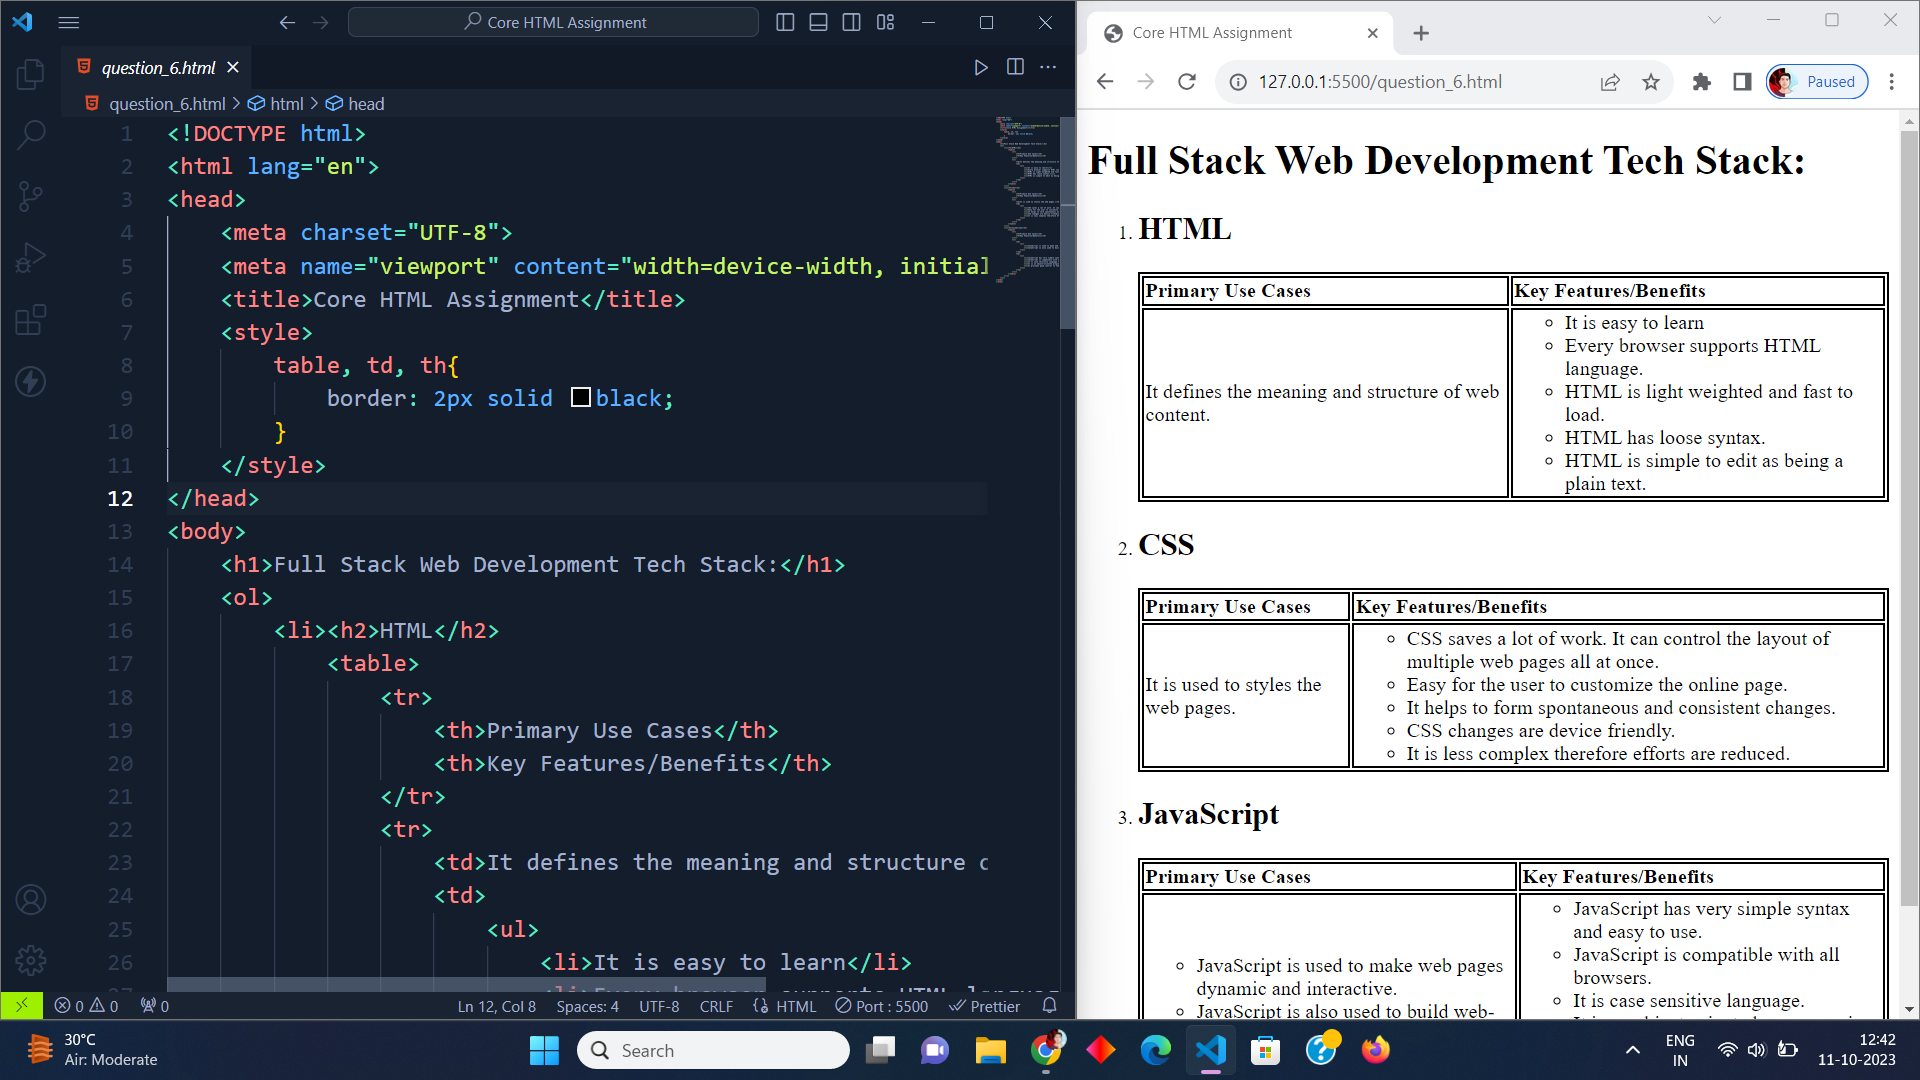 Core HTML Assignment
question_6.html
question_6.html > html > head
1 <!DOCTYPE html>
2 <html lang="en">
3 <head>
4 <meta charset="UTF-8">
5 <meta name="viewport" content="width=device-width, initial
6 <title>Core HTML Assignment</title>
7 <style>
8 table, td, th{
9 border: 2px solid black;
10 }
11 </style>
12 </head>
13 <body>
14 <h1>Full Stack Web Development Tech Stack:</h1>
15 <ol>
16 <li><h2>HTML</h2>
17 <table>
18 <tr>
19 <th>Primary Use Cases</th>
20 <th>Key Features/Benefits</th>
21 </tr>
22 <tr>
23 <td>It defines the meaning and structure
24 <td>
25 <ul>
26 <li>It is easy to learn</li>
0 0 0 Ln 12, Col 8 Spaces: 4 UTF-8 CRLF HTML Port : 5500 Prettier
Core HTML Assignment
127.0.0.1:5500/question_6.html Paused
Full Stack Web Development Tech Stack:
1. HTML
Primary Use Cases Key Features/Benefits
It defines the meaning and structure of web
content.
It is easy to learn
Every browser supports HTML
language.
HTML is light weighted and fast to
load.
HTML has loose syntax.
HTML is simple to edit as being a
plain text.
2. CSS
Primary Use Cases Key Features/Benefits
It is used to styles the
web pages.
CSS saves a lot of work. It can control the layout of
multiple web pages all at once.
Easy for the user to customize the online page.
It helps to form spontaneous and consistent changes.
CSS changes are device friendly.
It is less complex therefore efforts are reduced.
3. JavaScript
Primary Use Cases Key Features/Benefits
JavaScript is used to make web pages
dynamic and interactive.
JavaScript is also used to build web-
JavaScript has very simple syntax
and easy to use.
JavaScript is compatible with all
browsers.
It is case sensitive language.
30°C
Air: Moderate
Search
ENG
IN
12:42
11-10-2023